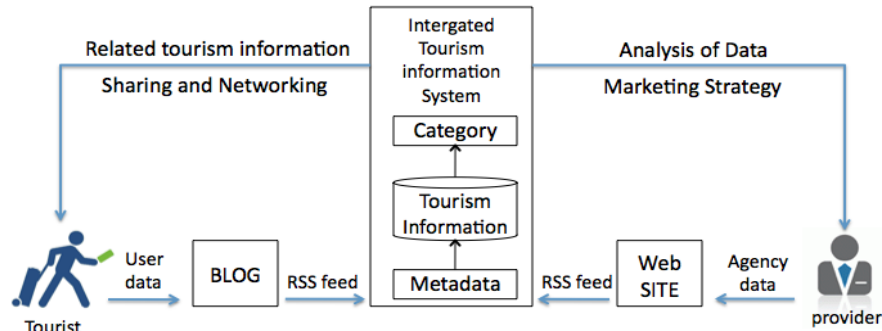 Intergated
Tourism
information
System
Related tourism information
Sharing and Networking
Analysis of Data
Marketing Strategy
Category
Tourism
Information
Metadata
User
data
BLOG
RSS feed
RSS feed
Web
SITE
Agency
data
Tourist
provider